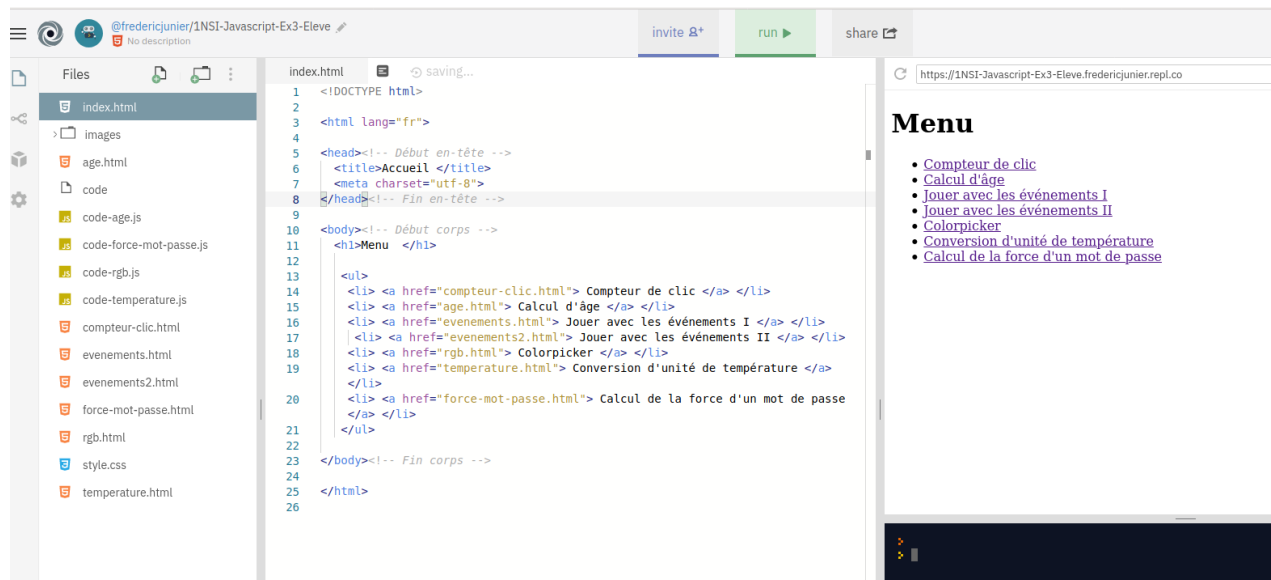 @fredericjunier/1NSI-Javascript-Ex3-Eleve
No description
invite
run
share
Files
index.html
images
age.html
code
code-age.js
code-force-mot-passe.js
code-rgb.js
code-temperature.js
compteur-clic.html
evenements.html
evenements2.html
force-mot-passe.html
rgb.html
style.css
temperature.html
index.html
saving...
1 <!DOCTYPE html>
2
3 <html lang="fr">
4
5 <head><!-- Début en-tête -->
6 <title>Accueil </title>
7 <meta charset="utf-8">
8 </head><!-- Fin en-tête -->
9
10 <body><!-- Début corps -->
11 <h1>Menu  </h1>
12
13 <ul>
14 <li> <a href="compteur-clic.html"> Compteur de clic </a> </li>
15 <li> <a href="age.html"> Calcul d'âge </a> </li>
16 <li> <a href="evenements.html"> Jouer avec les événements I </a> </li>
17 <li> <a href="evenements2.html"> Jouer avec les événements II </a> </li>
18 <li> <a href="rgb.html"> Colorpicker </a> </li>
19 <li> <a href="temperature.html"> Conversion d'unité de température </a>
</li>
20 <li> <a href="force-mot-passe.html"> Calcul de la force d'un mot de passe
</a> </li>
21 </ul>
22
23 </body><!-- Fin corps -->
24
25 </html>
26
https://1NSI-Javascript-Ex3-Eleve.fredericjunier.repl.co
Menu
• Compteur de clic
• Calcul d'âge
• Jouer avec les événements I
• Jouer avec les événements II
• Colorpicker
• Conversion d'unité de température
• Calcul de la force d'un mot de passe
>
>